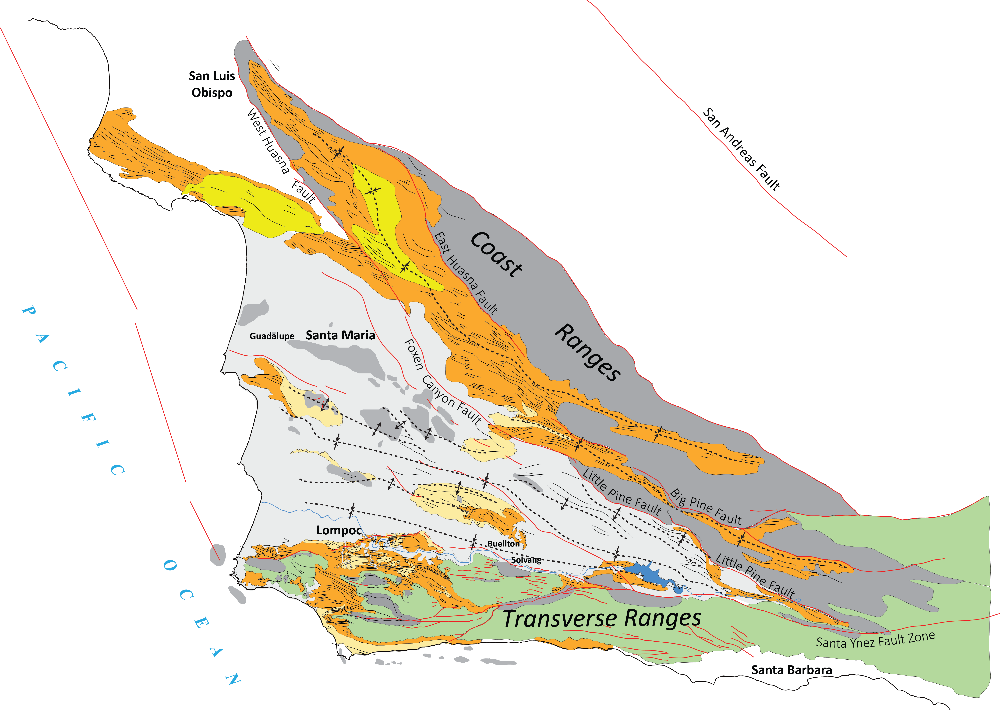 San Luis
Obispo
San Andreas Fault
West Huasna
Fault
Coast
Ranges
East Huasna Fault
PACIFIC
OCEAN
Guadalupe
Santa Maria
Foxen
Canyon Fault
Little Pine Fault
Big Pine Fault
Lompoc
Buellton
Solvang
Little Pine Fault
Transverse Ranges
Santa Ynez Fault Zone
Santa Barbara